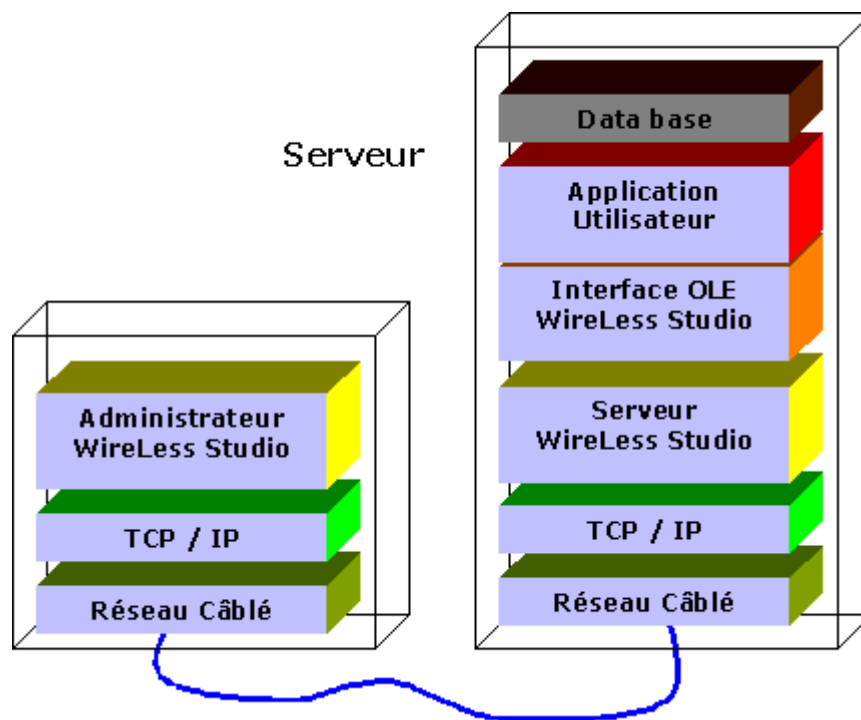 Serveur
Data base
Application
Utilisateur
Interface OLE
WireLess Studio
Serveur
WireLess Studio
TCP / IP
Réseau Câblé
Administrateur
WireLess Studio
TCP / IP
Réseau Câblé